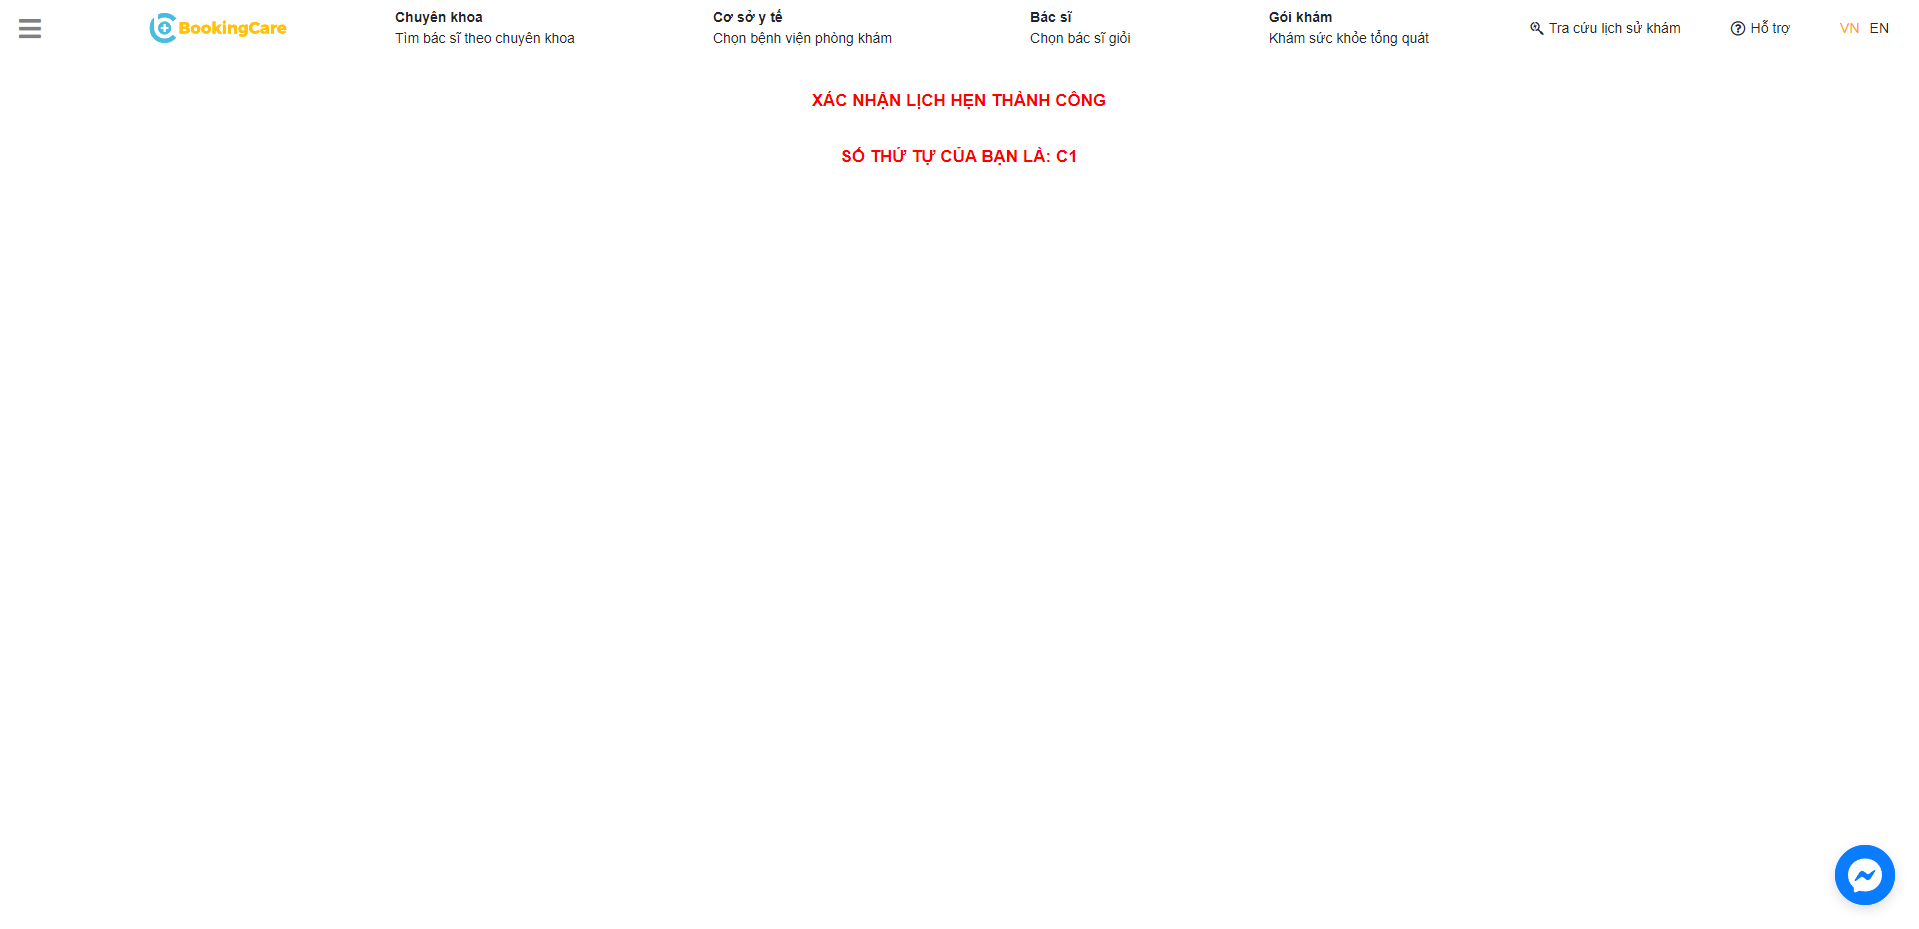 BookingCare
Chuyên khoa
Tìm bác sĩ theo chuyên khoa
Cơ sở y tế
Chọn bệnh viện phòng khám
Bác sĩ
Chọn bác sĩ giỏi
Gói khám
Khám sức khỏe tổng quát
Tra cứu lịch sử khám
Hỗ trợ
VN EN
XÁC NHẬN LỊCH HẸN THÀNH CÔNG
SỐ THỨ TỰ CỦA BẠN LÀ: C1